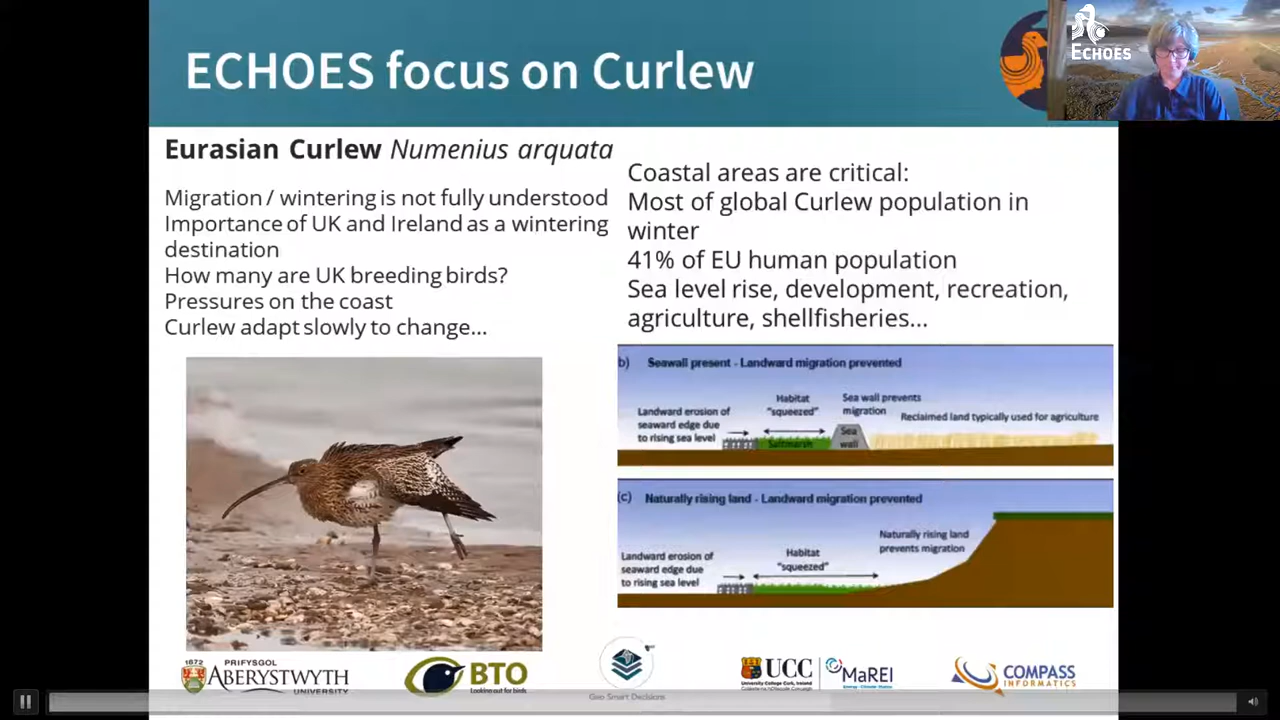 ECHOES focus on Curlew
ECHOES
Eurasian Curlew Numenius arquata
Migration / wintering is not fully understood
Importance of UK and Ireland as a wintering
destination
How many are UK breeding birds?
Pressures on the coast
Curlew adapt slowly to change...
Coastal areas are critical:
Most of global Curlew population in
winter
41% of EU human population
Sea level rise, development, recreation,
agriculture, shellfisheries...
b) Seawall present - Landward migration prevented
Landward erosion of
seaward edge due
to rising sea level
Habitat
"squeezed"
Saltmarsh
Sea wall prevents
migration
Sea
wall
Reclaimed land typically used for agriculture
(c) Naturally rising land - Landward migration prevented
Landward erosion of
seaward edge due
to rising sea level
Habitat
"squeezed"
Naturally rising land
prevents migration
1872
PRIFYSGOL
ABERYSTWYTH
UNIVERSITY
BTO
Looking out for birds
Geo Smart Decisions
UCC
University College Cork, Ireland
MaREI
COMPASS
INFORMATICS